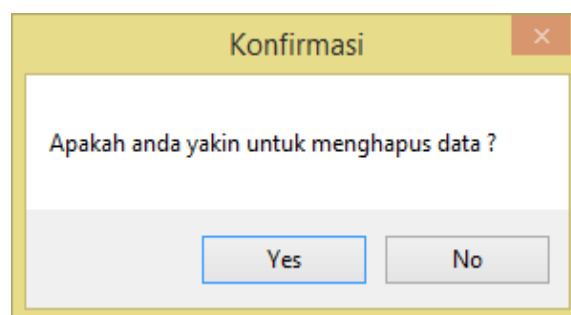 Konfirmasi
Apakah anda yakin untuk menghapus data ?
Yes No